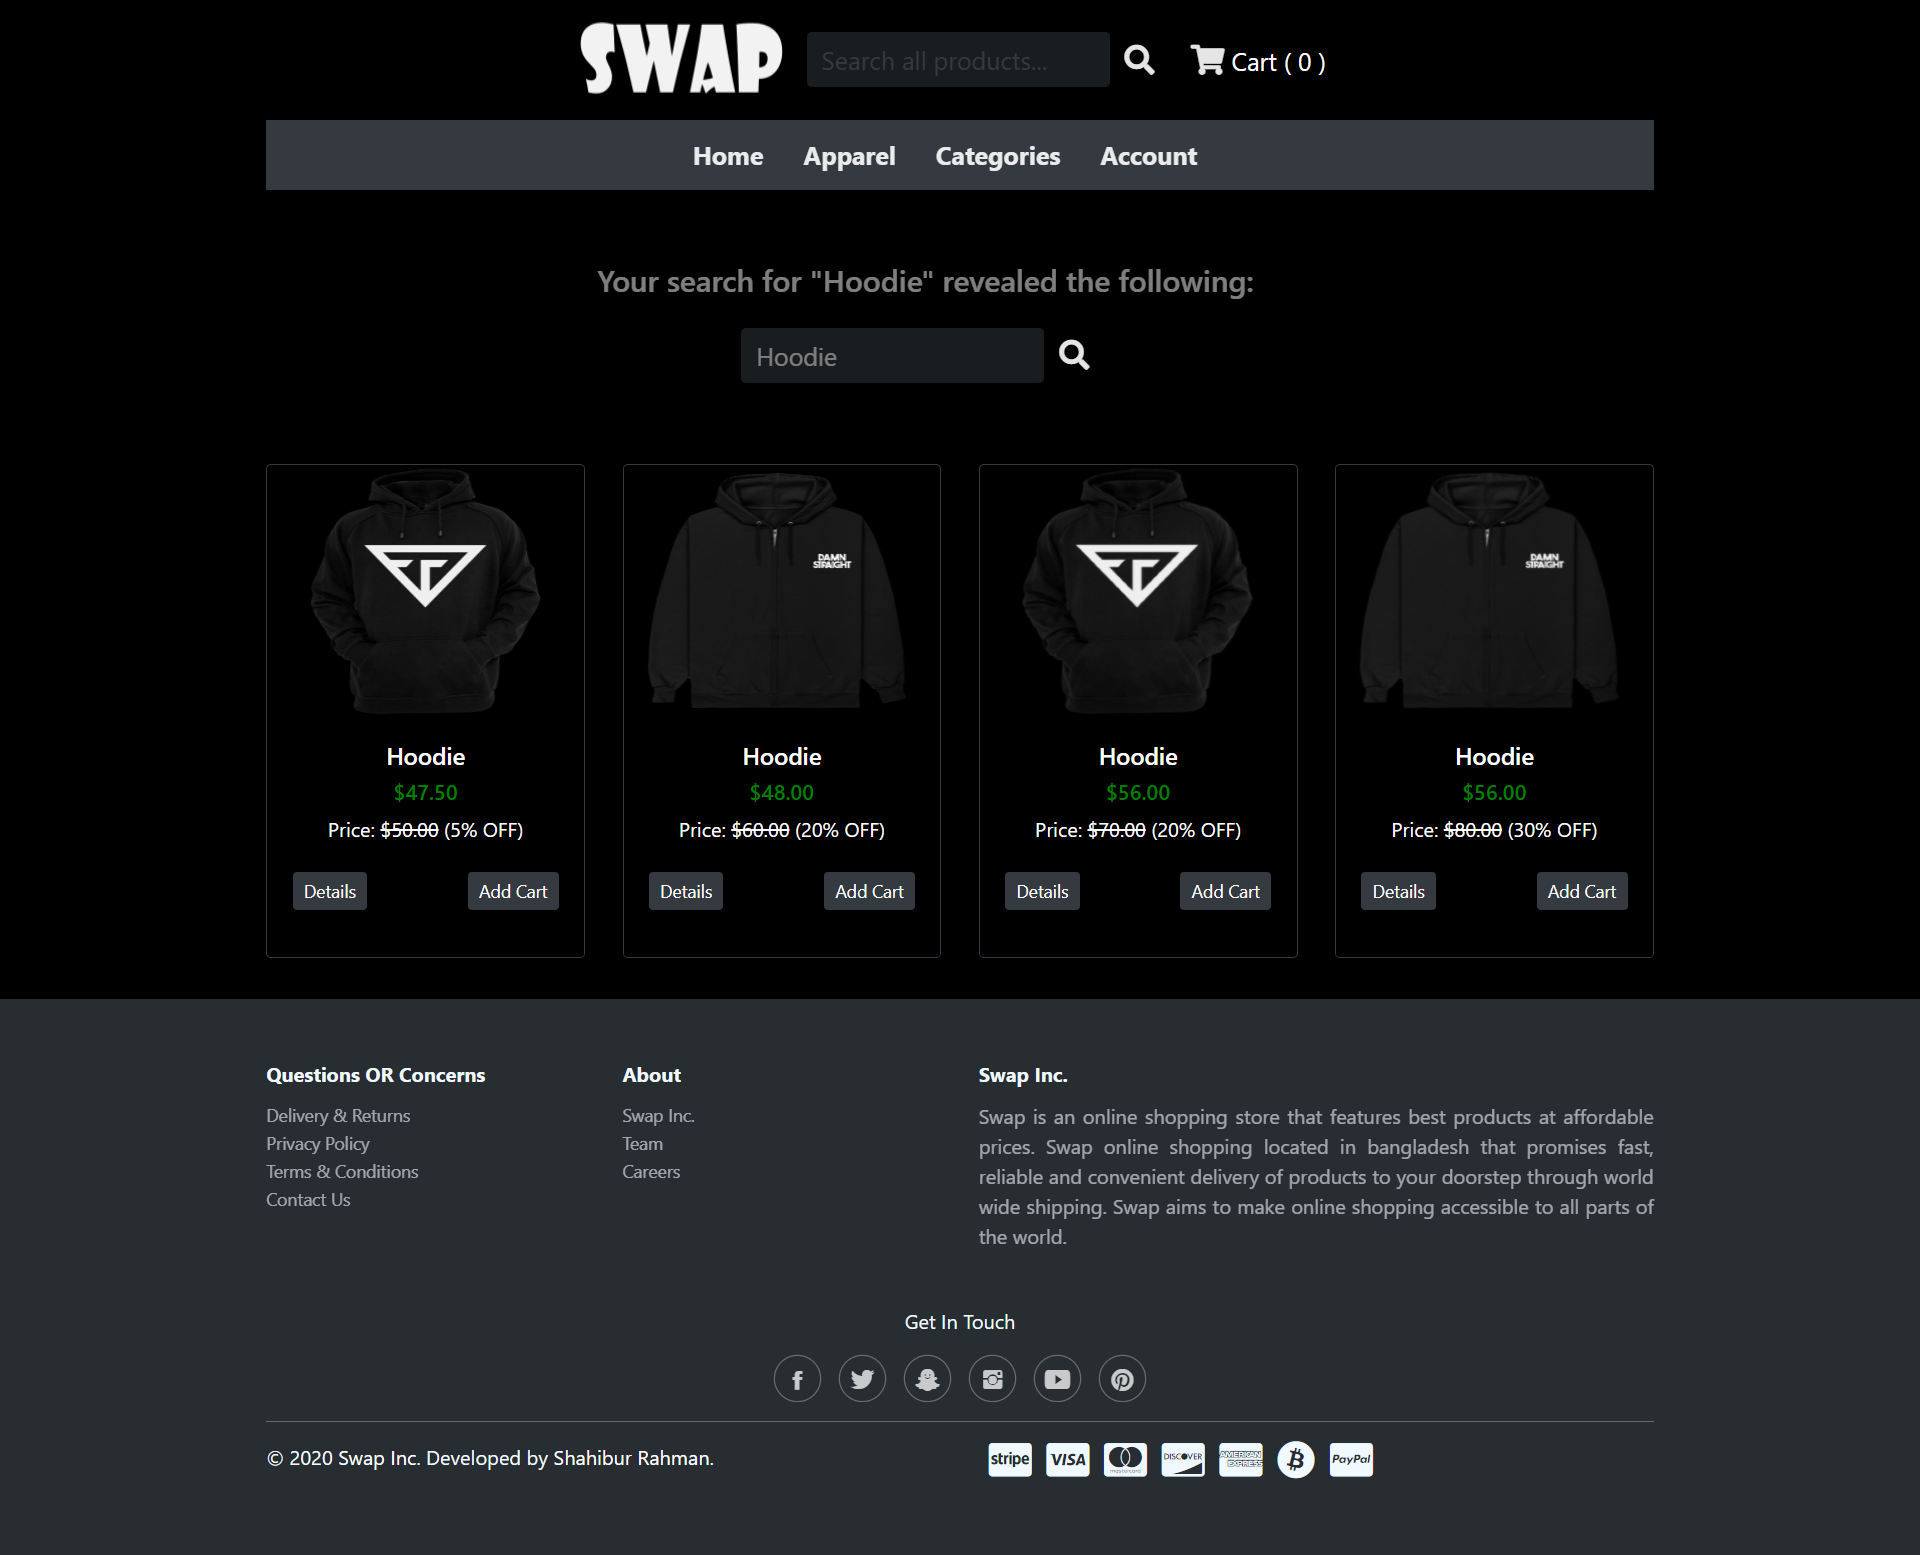 SWAP
Search all products...
Cart ( 0 )
Home Apparel Categories Account
Your search for "Hoodie" revealed the following:
Hoodie
DAMN
STRAIGHT
DAMN
STRAIGHT
Hoodie
$47.50
Price: $50.00 (5% OFF)
Details Add Cart
Hoodie
$48.00
Price: $60.00 (20% OFF)
Details Add Cart
Hoodie
$56.00
Price: $70.00 (20% OFF)
Details Add Cart
Hoodie
$56.00
Price: $80.00 (30% OFF)
Details Add Cart
Questions OR Concerns
Delivery & Returns
Privacy Policy
Terms & Conditions
Contact Us
About
Swap Inc.
Team
Careers
Swap Inc.
Swap is an online shopping store that features best products at affordable
prices. Swap online shopping located in bangladesh that promises fast,
reliable and convenient delivery of products to your doorstep through world
wide shipping. Swap aims to make online shopping accessible to all parts of
the world.
Get In Touch
© 2020 Swap Inc. Developed by Shahibur Rahman.
stripe
VISA
mastercard
DISCOVER
AMERICAN
EXPRESS
PayPal